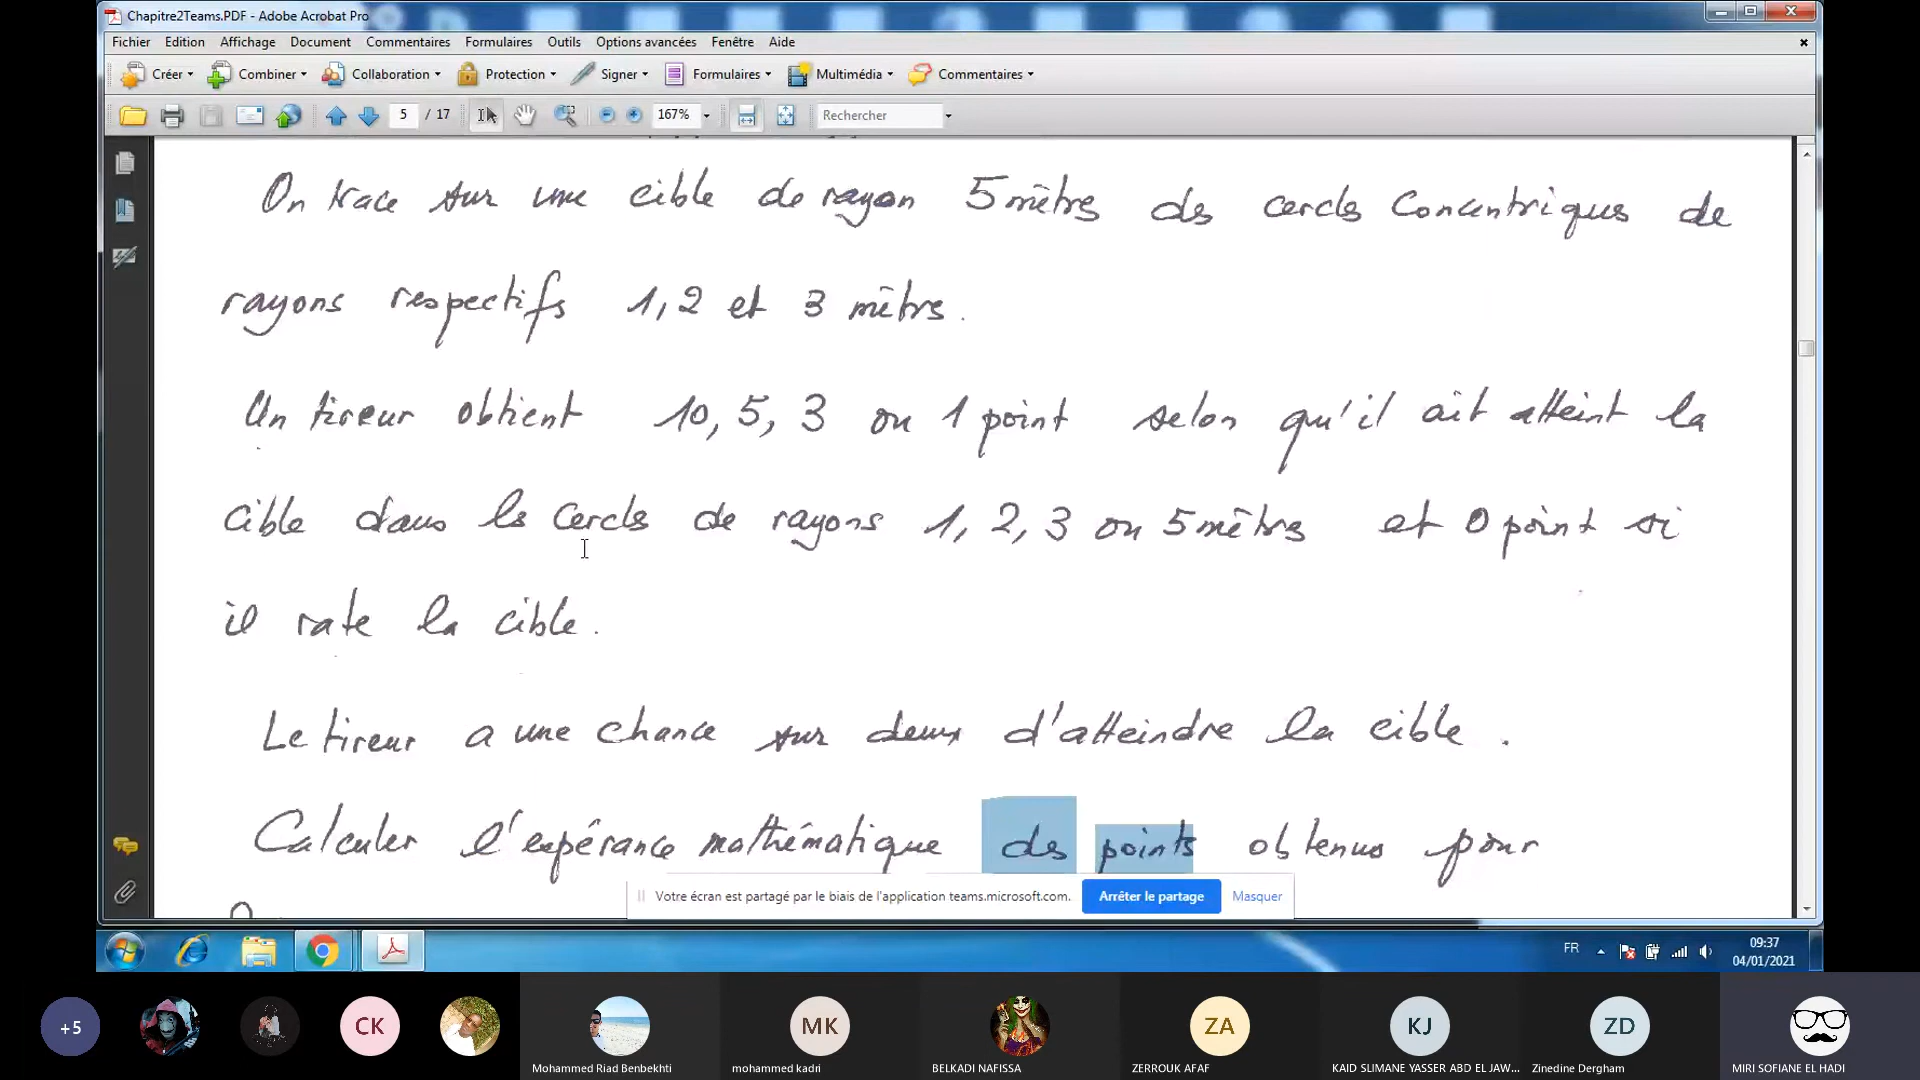 Chapitre2Teams.PDF - Adobe Acrobat Pro
Fichier Edition Affichage Document Commentaires Formulaires Outils Options avancées Fenêtre Aide
Créer Combiner Collaboration Protection Signer Formulaires Multimédia Commentaires
5 / 17 167% Rechercher
On trace sur une cible de rayon 5 mètres des cercles concentriques de
rayons respectifs 1, 2 et 3 mètres.
Un tireur obtient 10, 5, 3 ou 1 point selon qu'il ait atteint la
cible dans les cercles de rayons 1, 2, 3 ou 5 mètres et 0 point si
il rate la cible.
Le tireur a une chance sur deux d'atteindre la cible.
Calculer l'espérance mathématique des points obtenus pour
Votre écran est partagé par le biais de l'application teams.microsoft.com. Arrêter le partage Masquer
FR 09:37
04/01/2021
+5 CK MK ZA KJ ZD
Mohammed Riad Benbekhti mohammed kadri BELKADI NAFISSA ZERROUK AFAF KAID SLIMANE YASSER ABD EL JAW... Zinedine Dergham MIRI SOFIANE EL HADI